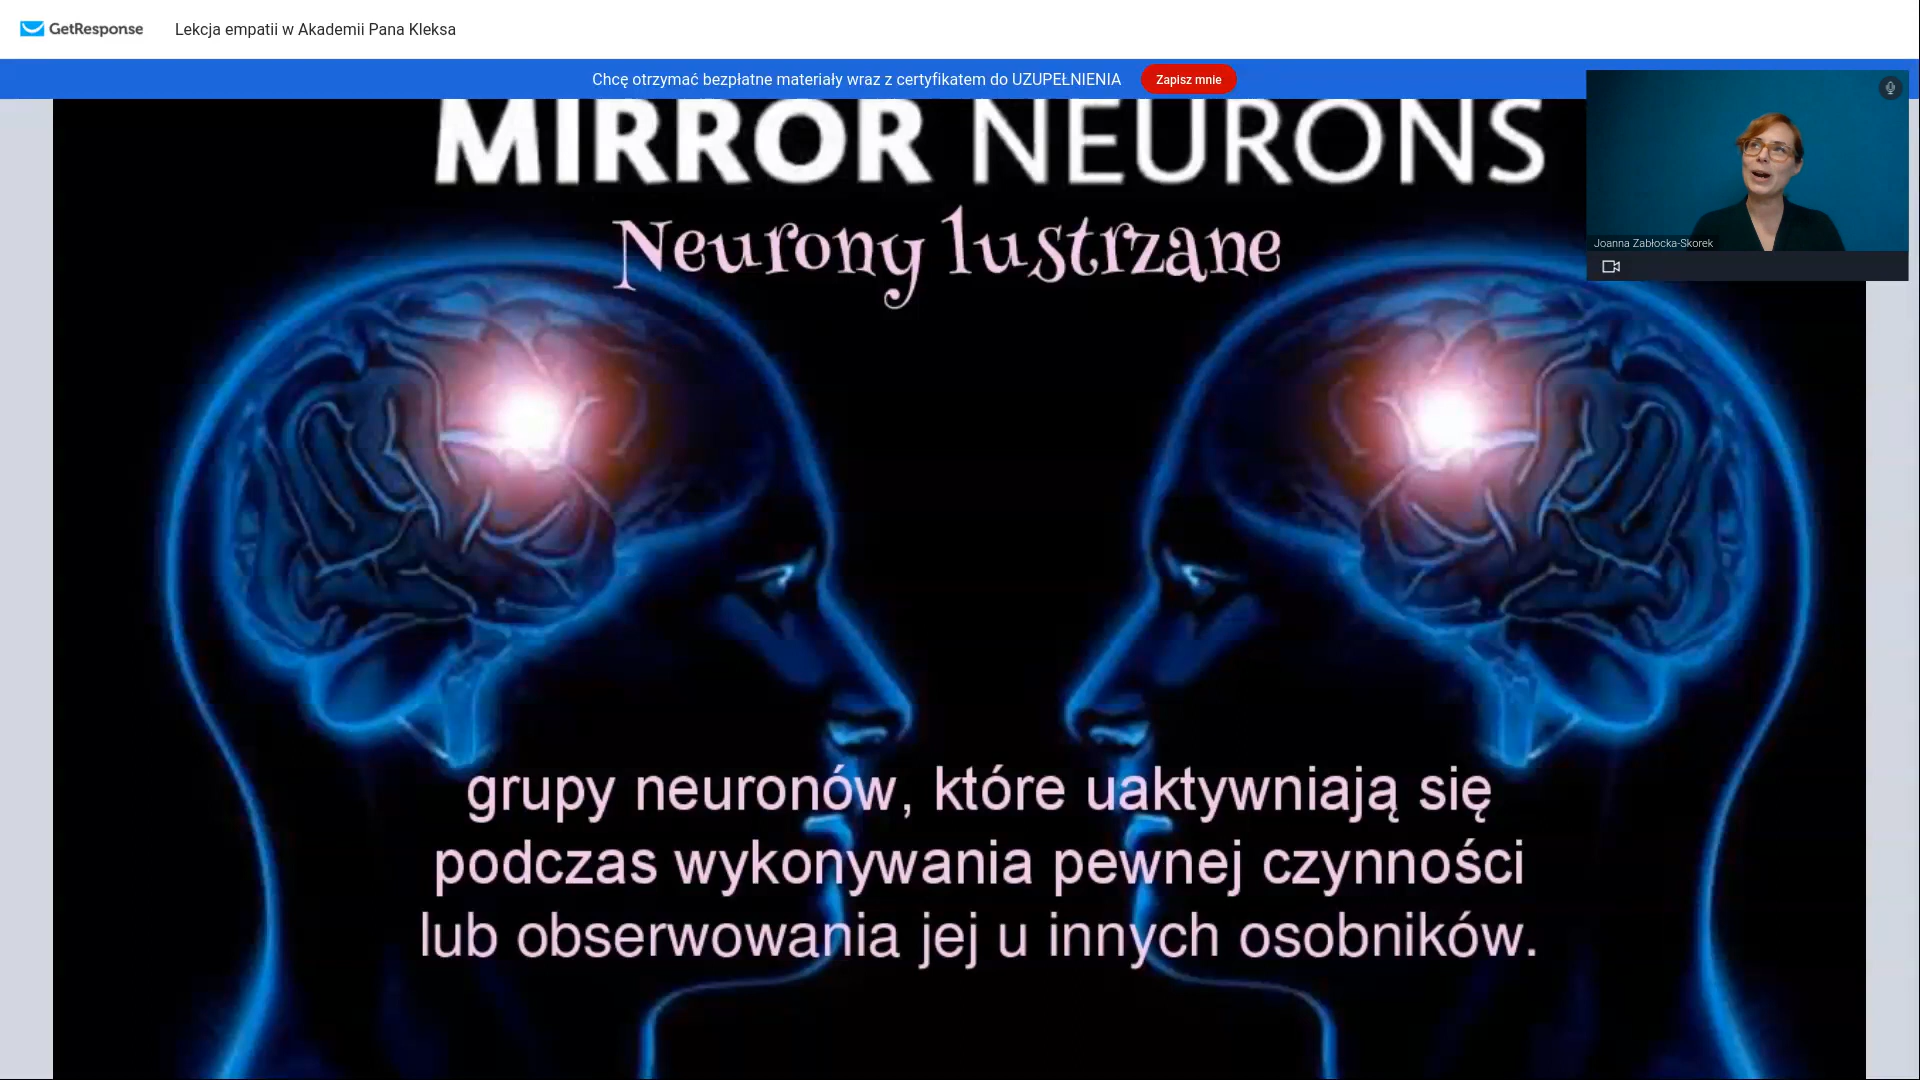 GetResponse
Lekcja empatii w Akademii Pana Kleksa
Chcę otrzymać bezpłatne materiały wraz z certyfikatem do UZUPEŁNIENIA
Zapisz mnie
MIRROR NEURONS
Neurony lustrzane
Joanna Zabłocka-Skorek
grupy neuronów, które uaktywniają się
podczas wykonywania pewnej czynności
lub obserwowania jej u innych osobników.